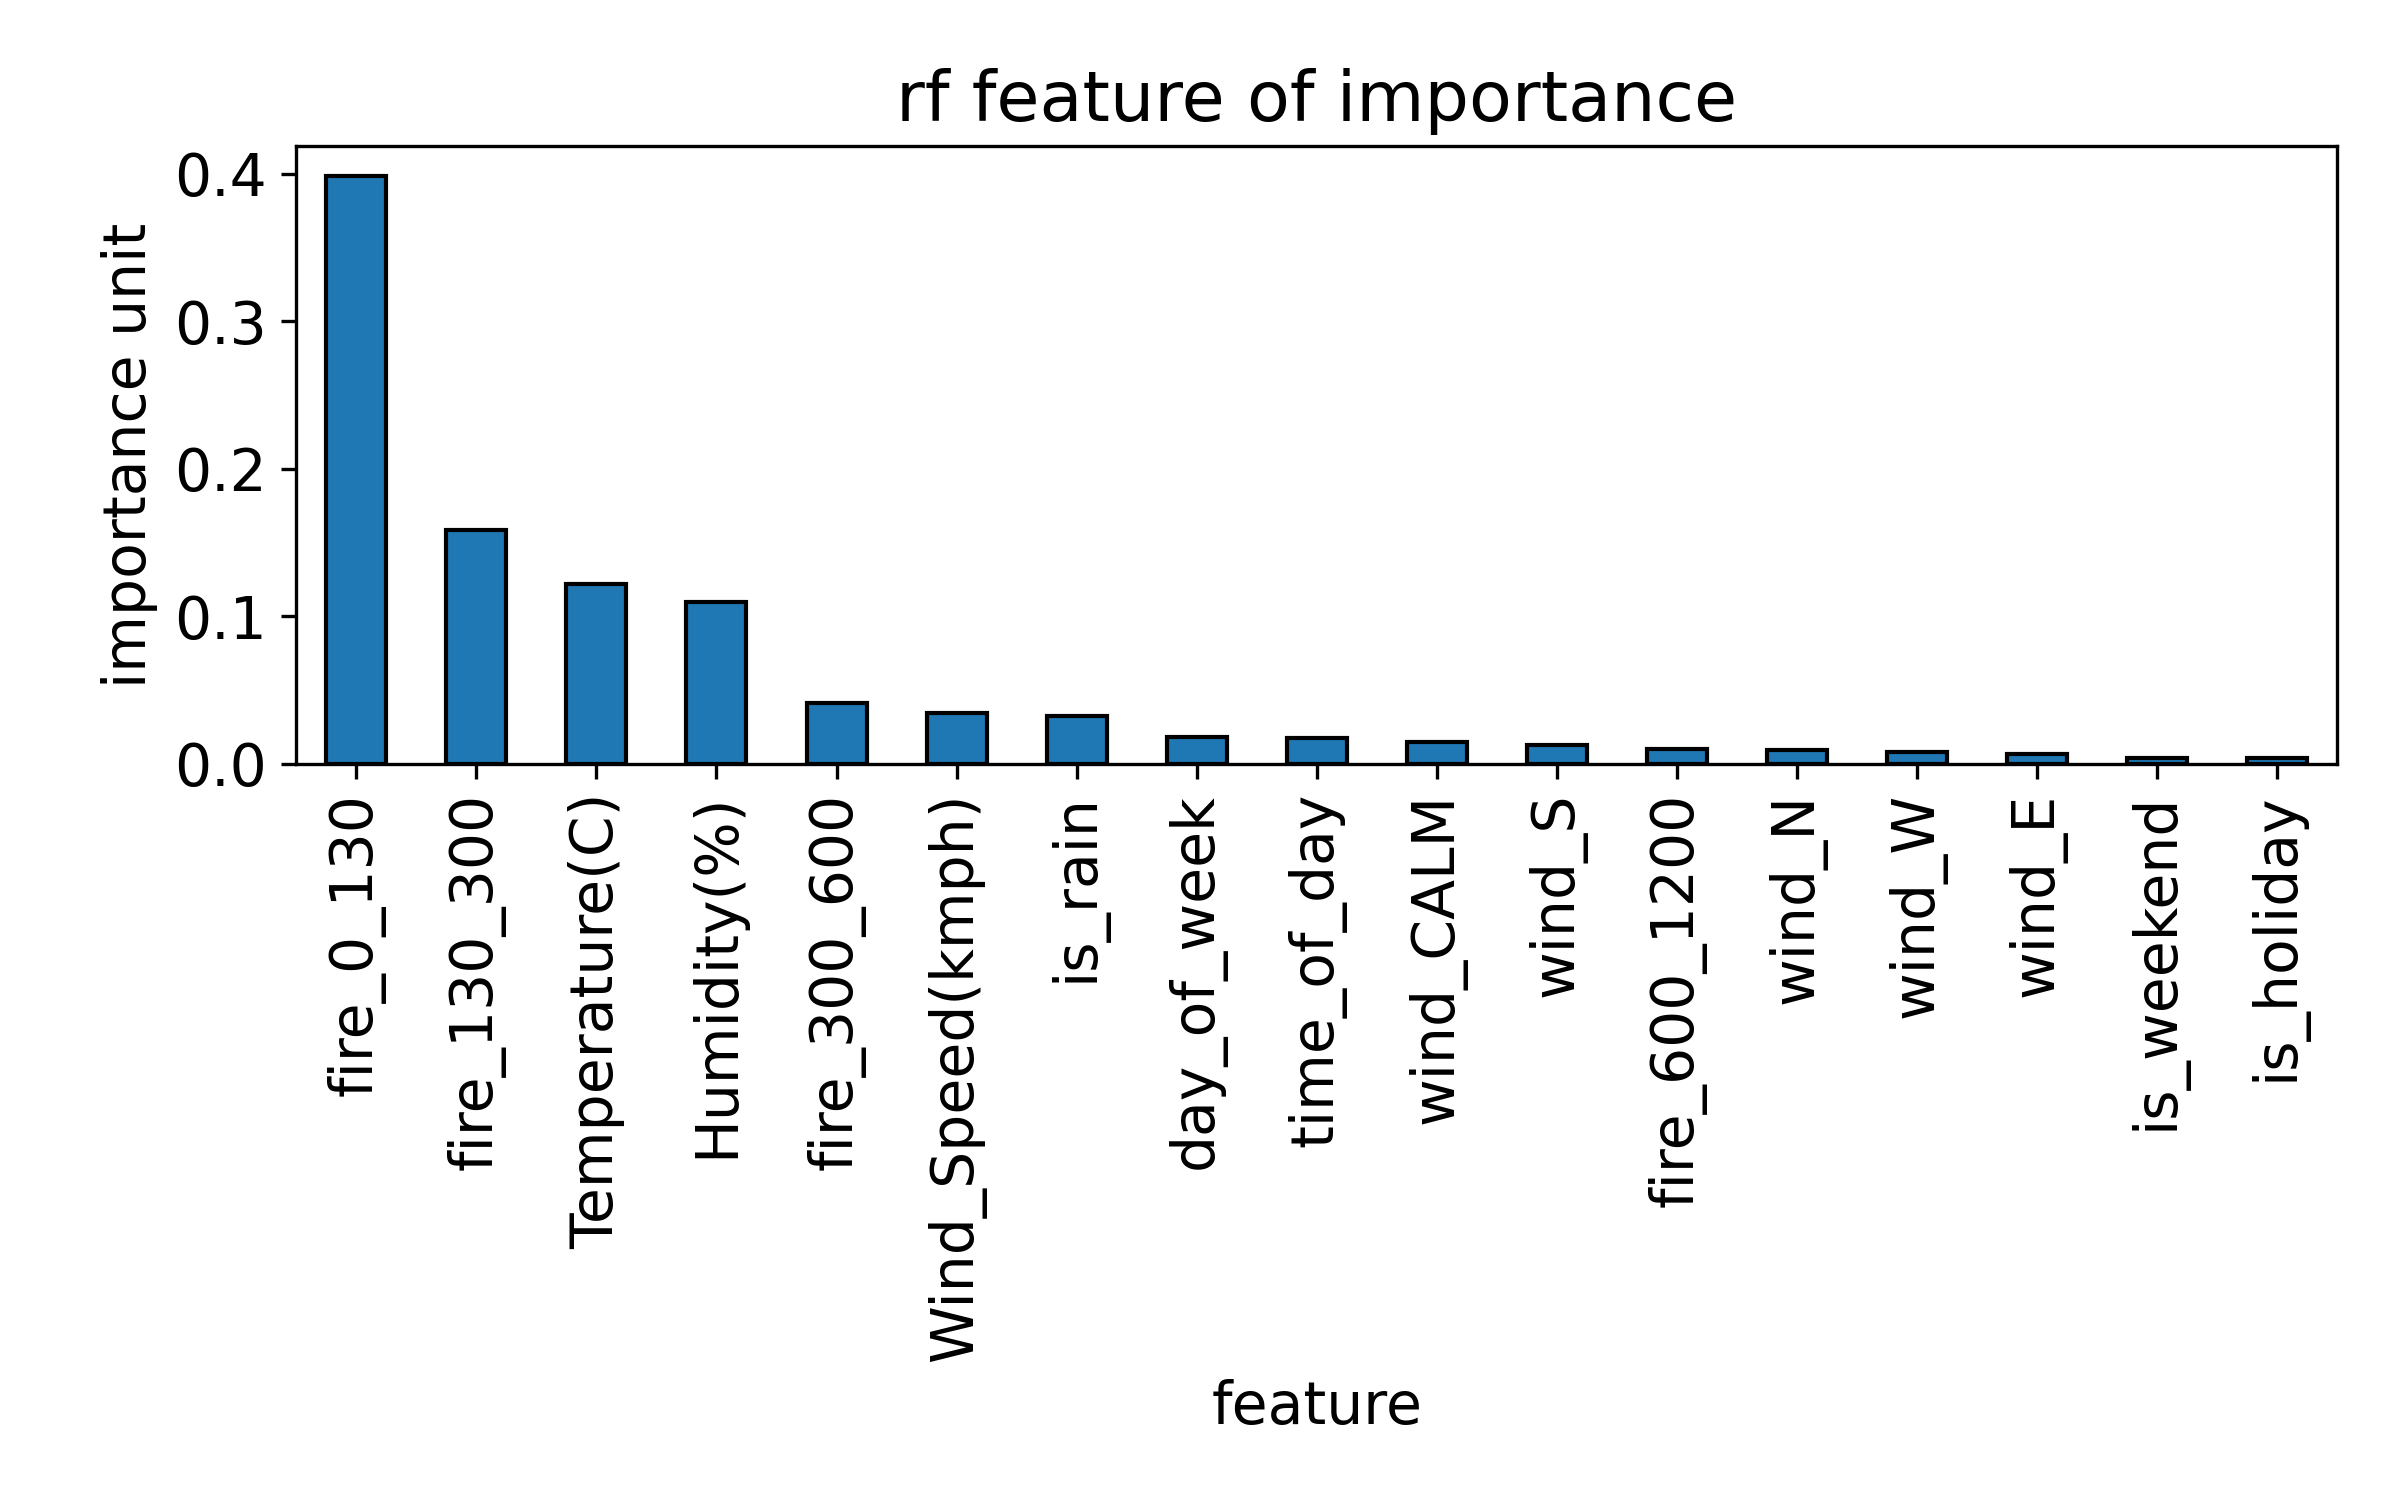 rf feature of importance
importance unit
0.4
0.3
0.2
0.1
0.0
fire_0_130
fire_130_300
Temperature(C)
Humidity(%)
fire_300_600
Wind_Speed(kmph)
is_rain
day_of_week
time_of_day
wind_CALM
wind_S
fire_600_1200
wind_N
wind_W
wind_E
is_weekend
is_holiday
feature